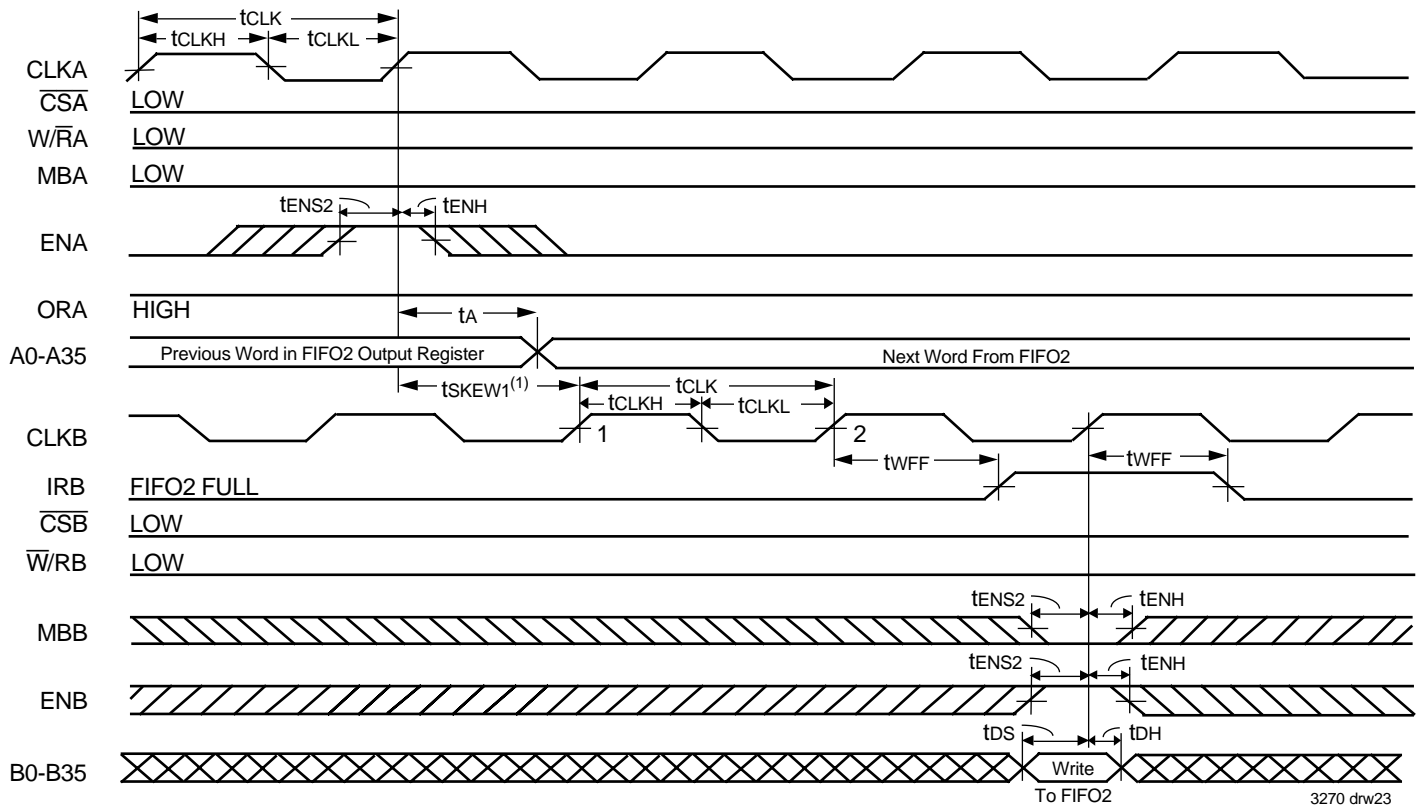 tCLK
tCLKH tCLKL
CLKA
CSA LOW
W/RA LOW
MBA LOW
tENS2 tENH
ENA
ORA HIGH
tA
A0-A35 Previous Word in FIFO2 Output Register Next Word From FIFO2
tSKEW1(1) tCLK
tCLKH tCLKL
CLKB 1 2
tWFF tWFF
IRB FIFO2 FULL
CSB LOW
W/RB LOW
tENS2 tENH
MBB
tENS2 tENH
ENB
tDS tDH
B0-B35 Write
To FIFO2
3270 drw23